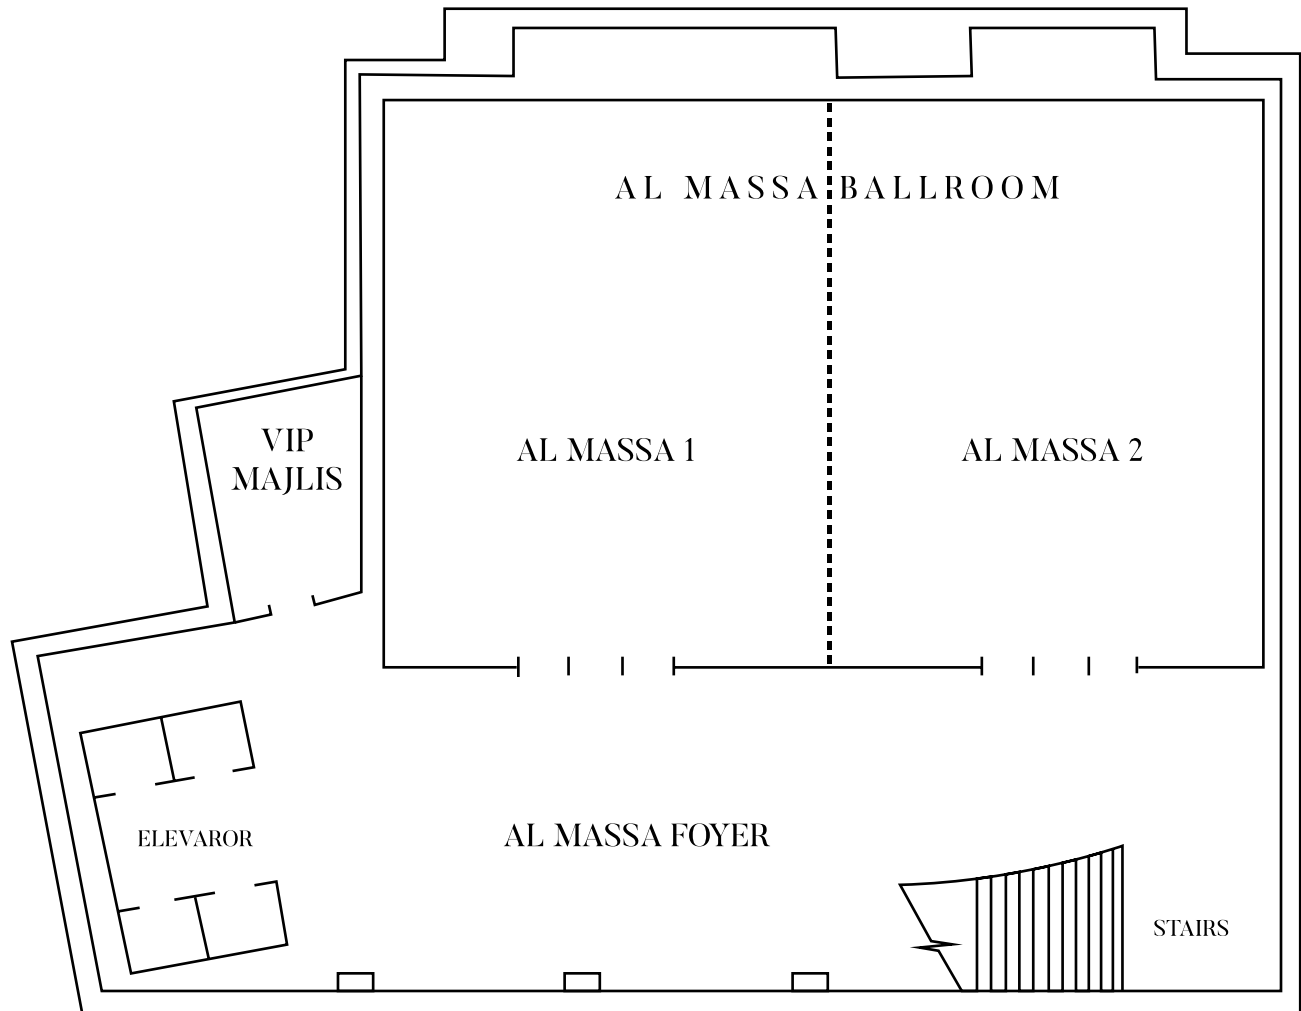 AL MASSA BALLROOM
VIP
MAJLIS
AL MASSA 1
AL MASSA 2
AL MASSA FOYER
ELEVAROR
STAIRS